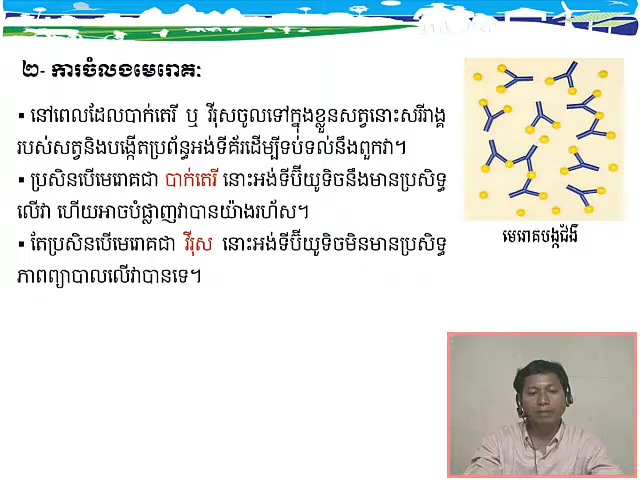 ២- ការចំលងមេរោគៈ
▪ នៅពេលដែលបាក់តេរី ឬ វីរុសចូលទៅក្នុងខ្លួនសត្វនោះសរីរាង្គ
របស់សត្វនិងបង្កើតប្រព័ន្ធអង់ទីគ័រដើម្បីទប់ទល់នឹងពួកវា។
▪ ប្រសិនបើមេរោគជា បាក់តេរី នោះអង់ទីប៊ីយូទិចនឹងមានប្រសិទ្ធ
លើវា ហើយអាចបំផ្លាញវាបានយ៉ាងរហ័ស។
▪ តែប្រសិនបើមេរោគជា វីរុស នោះអង់ទីប៊ីយូទិចមិនមានប្រសិទ្ធ
ភាពព្យាបាលលើវាបានទេ។
មេរោគបង្កជំងឺ